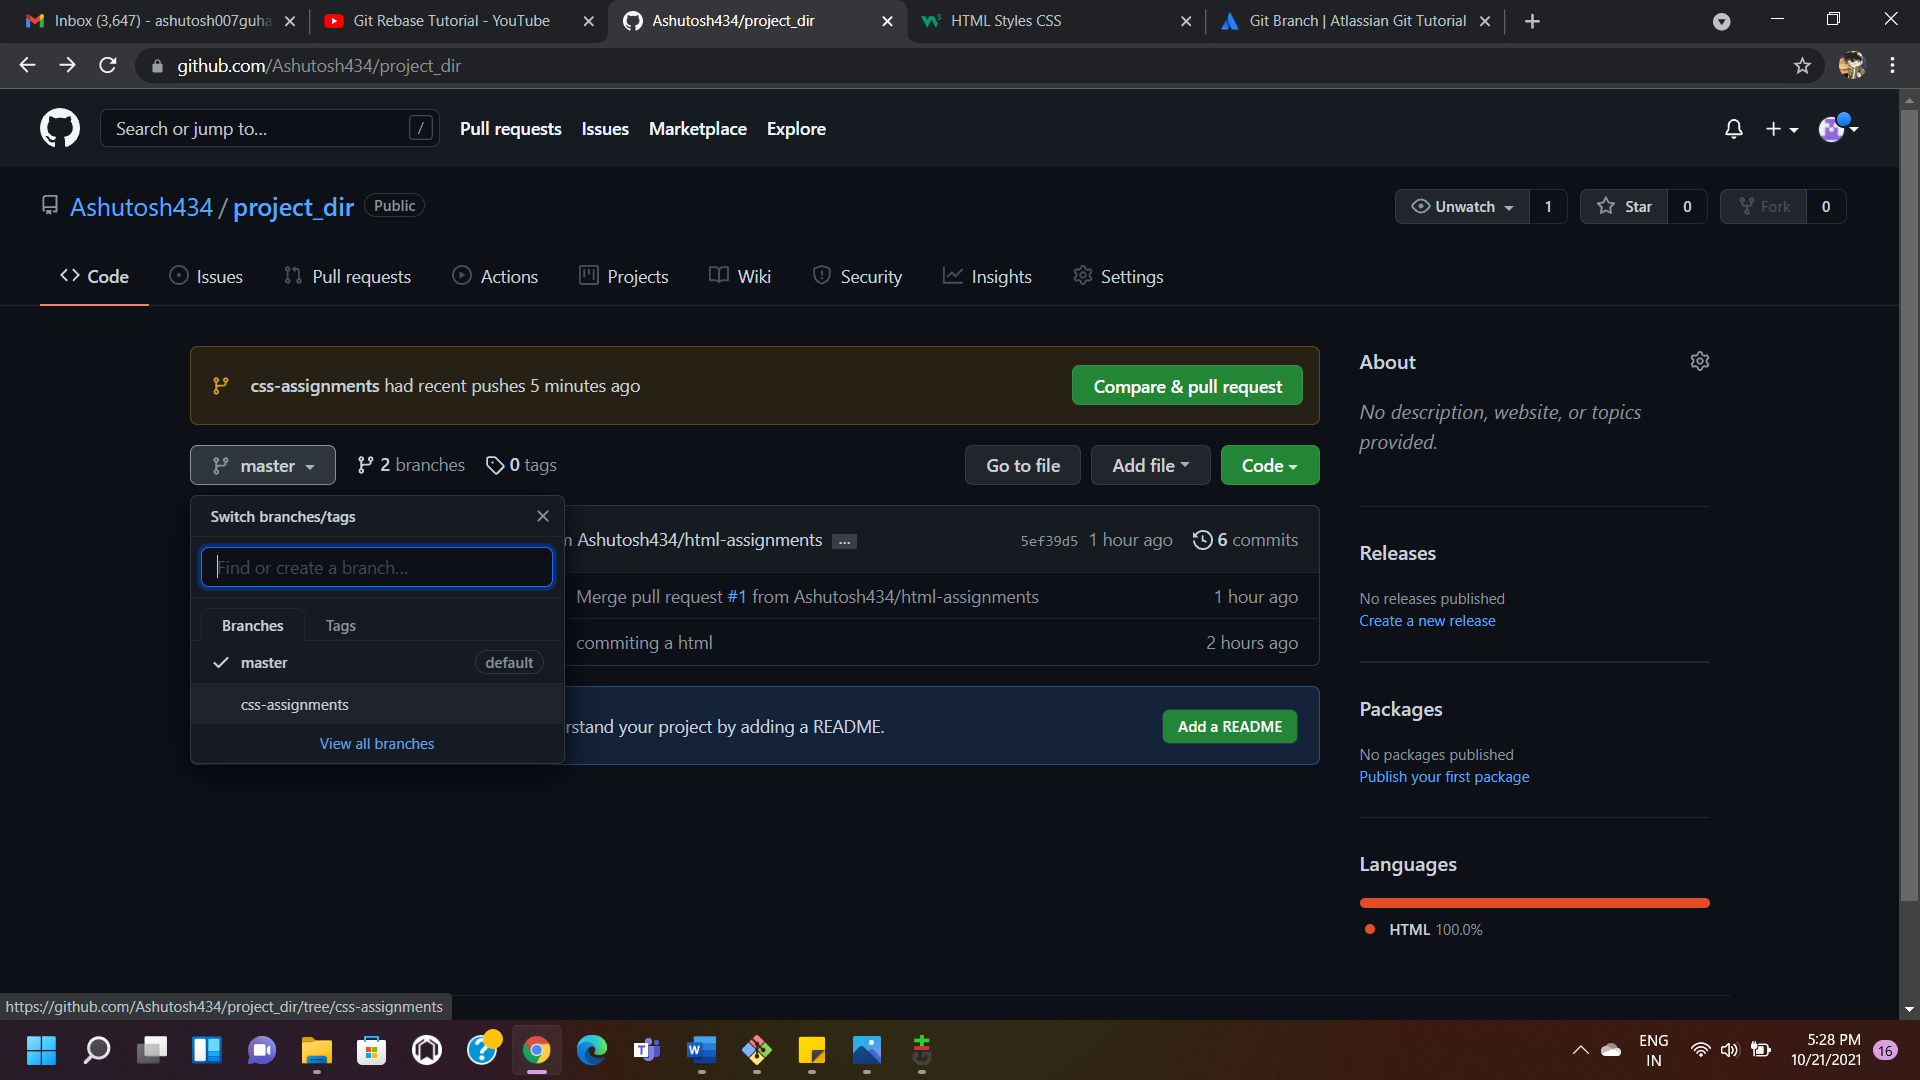 Inbox (3,647) - ashutosh007guha
Git Rebase Tutorial - YouTube
Ashutosh434/project_dir
HTML Styles CSS
Git Branch | Atlassian Git Tutorial
github.com/Ashutosh434/project_dir
Search or jump to...
/
Pull requests
Issues
Marketplace
Explore
Ashutosh434 / project_dir
Public
Unwatch
1
Star
0
Fork
0
Code
Issues
Pull requests
Actions
Projects
Wiki
Security
Insights
Settings
css-assignments had recent pushes 5 minutes ago
Compare & pull request
About
No description, website, or topics
provided.
master
2 branches
0 tags
Go to file
Add file
Code
Switch branches/tags
Find or create a branch...
Branches
Tags
master
default
css-assignments
View all branches
Ashutosh434/html-assignments
...
5ef39d5
1 hour ago
6 commits
Merge pull request #1 from Ashutosh434/html-assignments
1 hour ago
commiting a html
2 hours ago
rstand your project by adding a README.
Add a README
Releases
No releases published
Create a new release
Packages
No packages published
Publish your first package
Languages
HTML 100.0%
https://github.com/Ashutosh434/project_dir/tree/css-assignments
ENG
IN
5:28 PM
10/21/2021
16